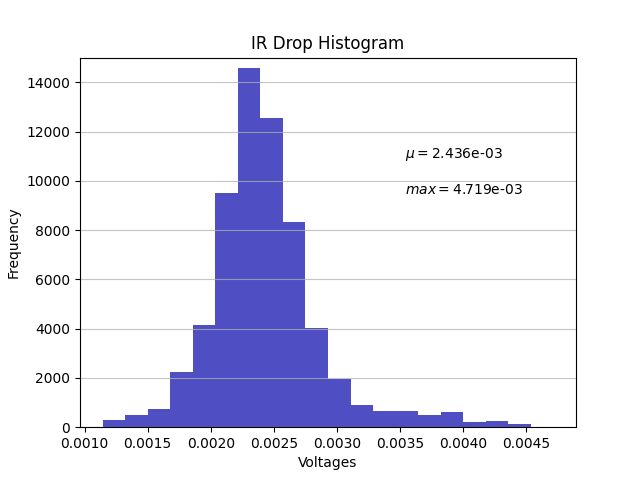 IR Drop Histogram
14000
12000
10000
8000
6000
4000
2000
0
Frequency
μ = 2.436e-03
max = 4.719e-03
0.0010 0.0015 0.0020 0.0025 0.0030 0.0035 0.0040 0.0045
Voltages